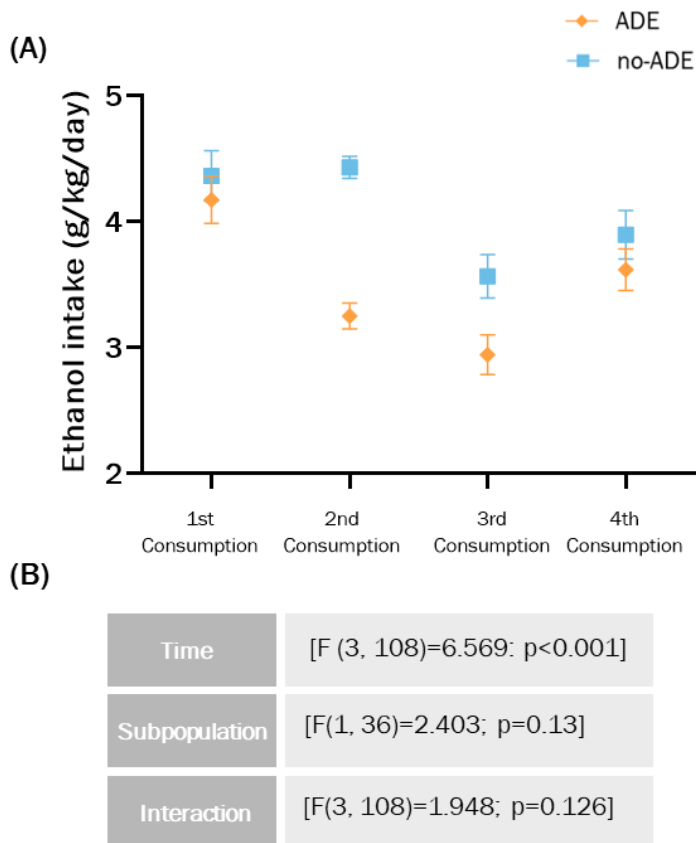 ADE
(A)
no-ADE
5
4
3
2
Ethanol intake (g/kg/day)
1st
Consumption
2nd
Consumption
3rd
Consumption
4th
Consumption
(B)
Time
[F (3, 108)=6.569: p<0.001]
Subpopulation
[F(1, 36)=2.403; p=0.13]
Interaction
[F(3, 108)=1.948; p=0.126]